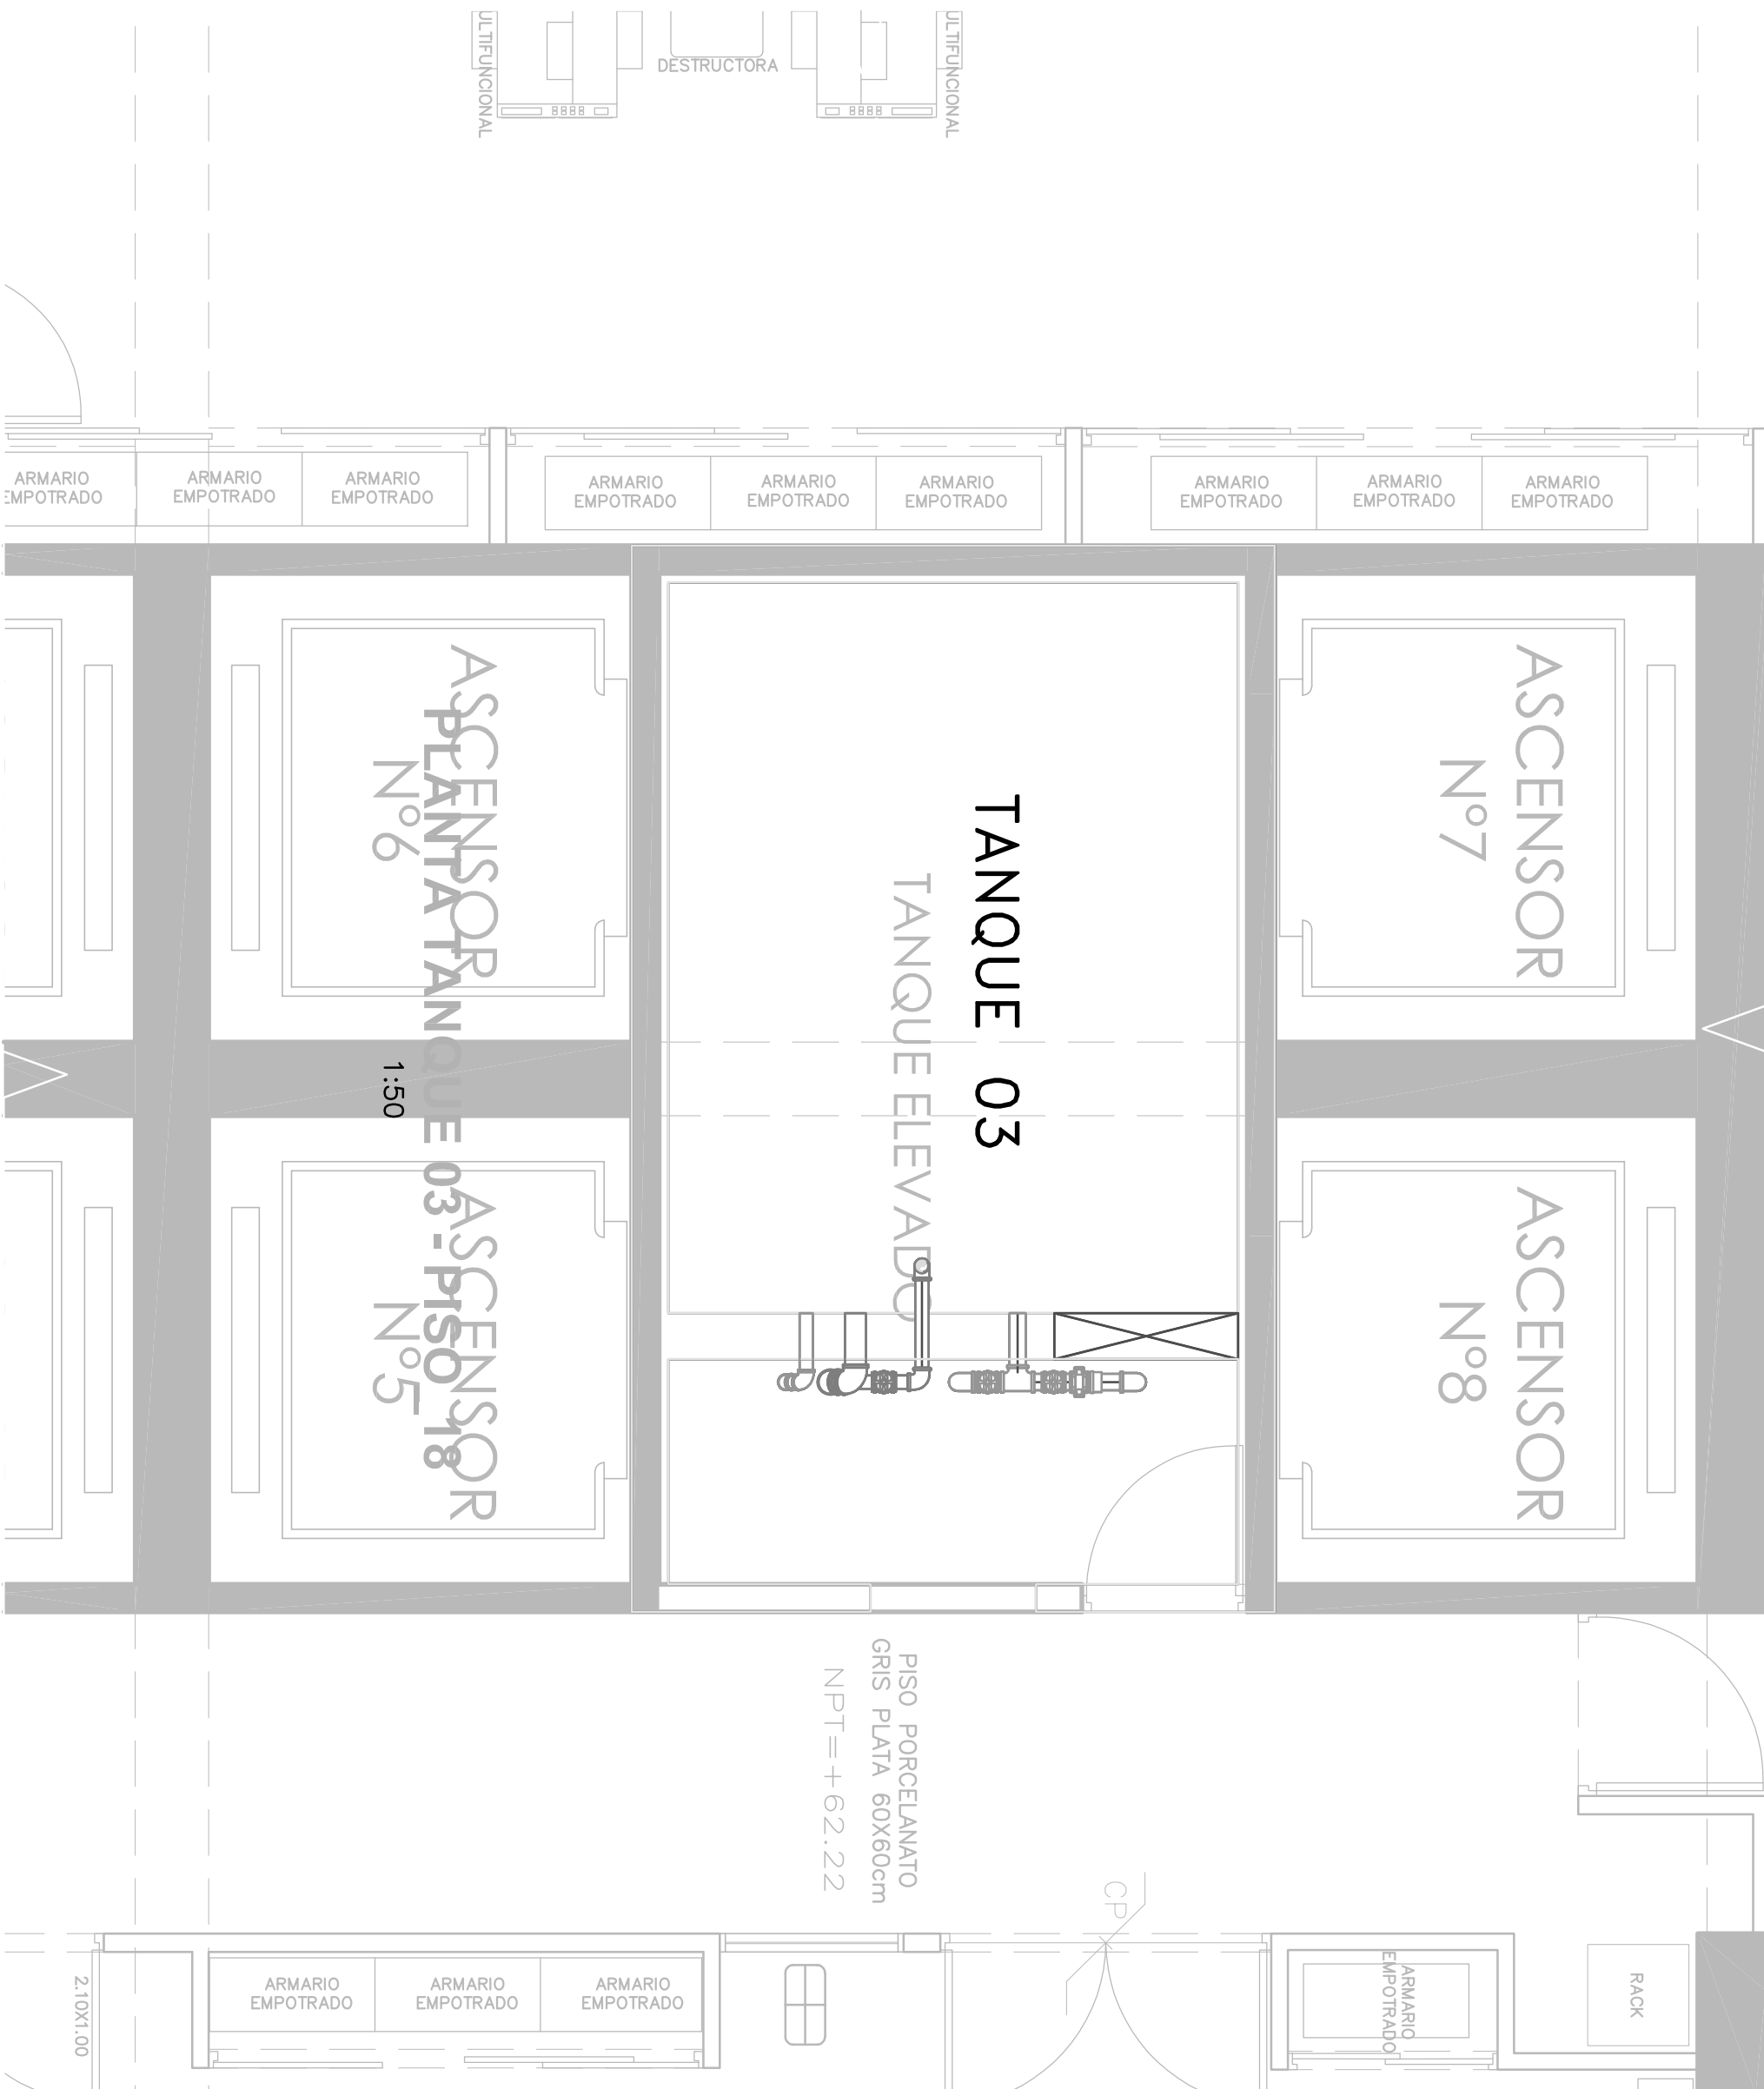 ULTIFUNCIONAL
DESTRUCTORA
ULTIFUNCIONAL
ARMARIO
EMPOTRADO
ARMARIO
EMPOTRADO
ARMARIO
EMPOTRADO
ARMARIO
EMPOTRADO
ARMARIO
EMPOTRADO
ARMARIO
EMPOTRADO
ARMARIO
EMPOTRADO
ARMARIO
EMPOTRADO
ARMARIO
EMPOTRADO
ASCENSOR
N°6
PLANTA TANQUE 03 - PISO 18
1:50
TANQUE 03
TANQUE ELEVADO
ASCENSOR
N°7
ASCENSOR
N°5
ASCENSOR
N°8
PISO PORCELANATO
GRIS PLATA 60X60cm
NPT=+62.22
CP
2.10X1.00
ARMARIO
EMPOTRADO
ARMARIO
EMPOTRADO
ARMARIO
EMPOTRADO
ARMARIO
EMPOTRADO
RACK